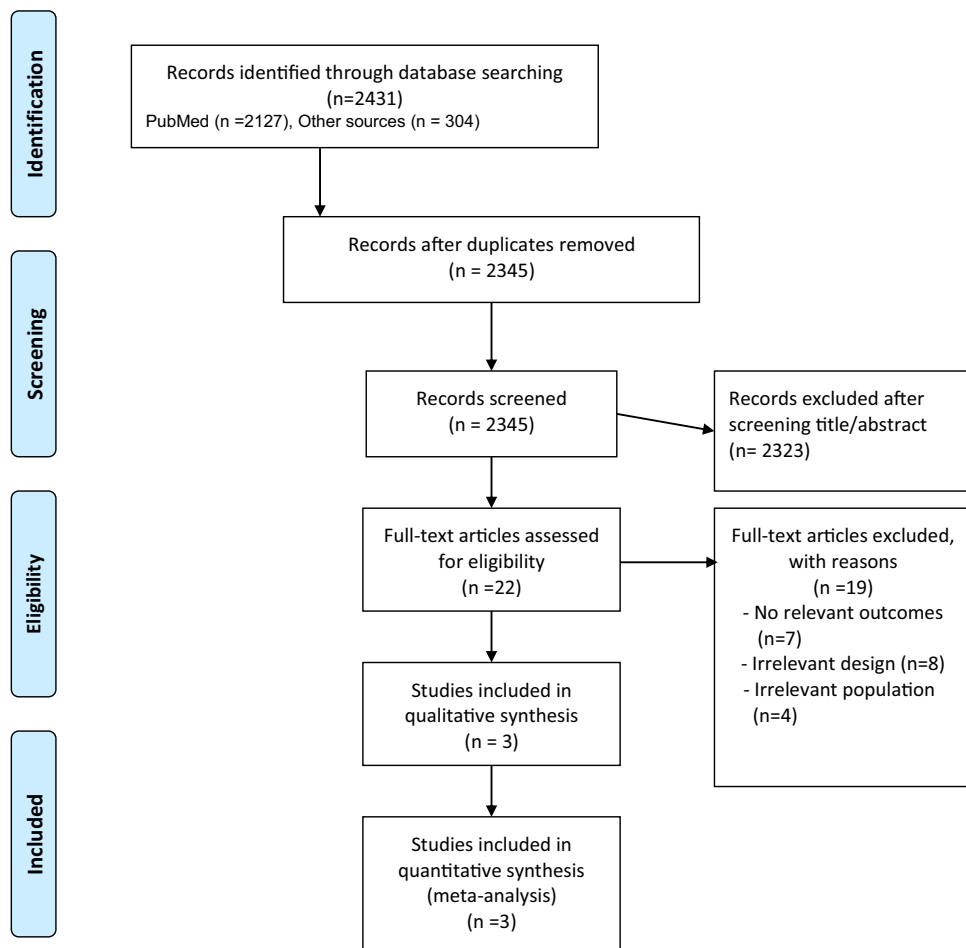 Identification
Records identified through database searching
(n=2431)
PubMed (n =2127), Other sources (n = 304)
Records after duplicates removed
(n = 2345)
Screening
Records screened
(n = 2345)
Records excluded after
screening title/abstract
(n= 2323)
Eligibility
Full-text articles assessed
for eligibility
(n =22)
Full-text articles excluded,
with reasons
(n =19)
- No relevant outcomes
(n=7)
- Irrelevant design (n=8)
- Irrelevant population
(n=4)
Studies included in
qualitative synthesis
(n = 3)
Included
Studies included in
quantitative synthesis
(meta-analysis)
(n =3)